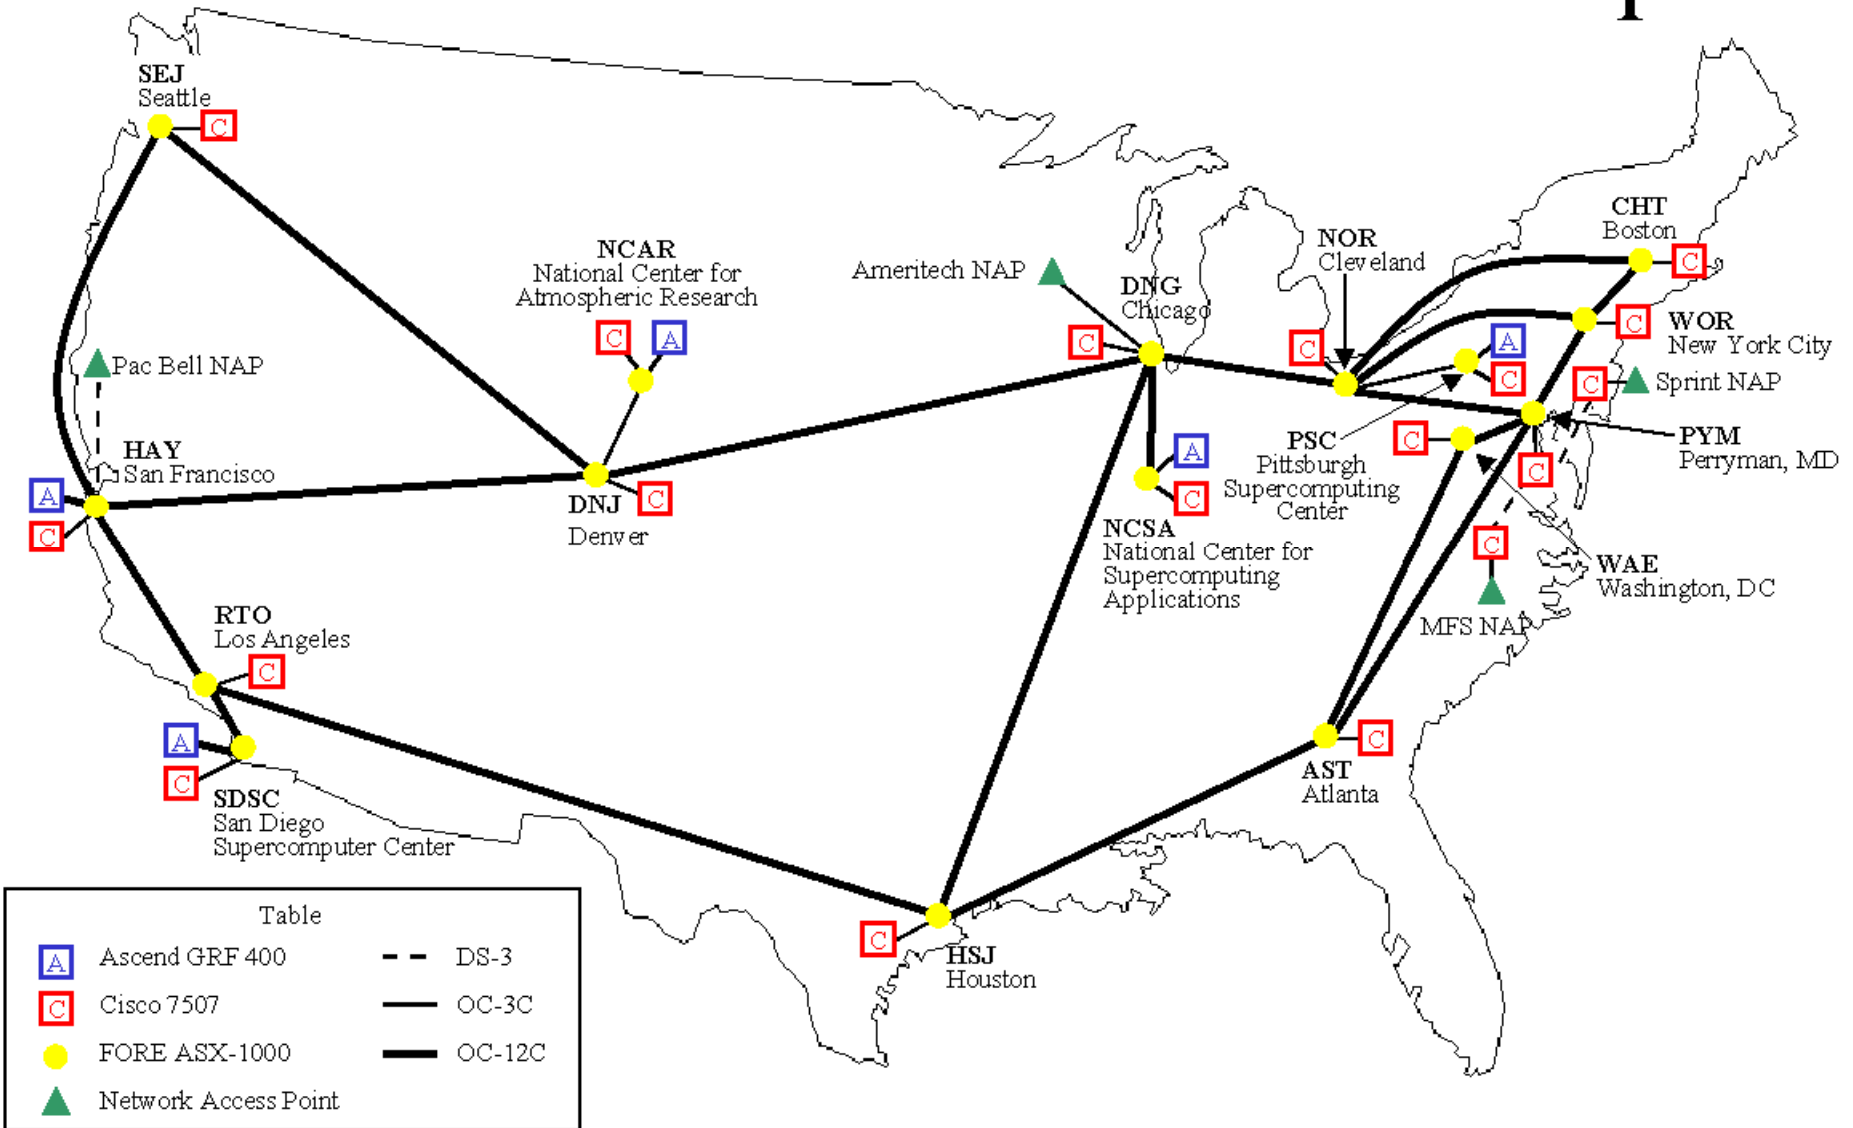 SEJ
Seattle
C
NCAR
National Center for
Atmospheric Research
C
A
Ameritech NAP
DNG
Chicago
C
NOR
Cleveland
C
CHT
Boston
C
C
WOR
New York City
A
C
C
Sprint NAP
PYM
Perryman, MD
C
C
PSC
Pittsburgh
Supercomputing
Center
C
WAE
Washington, DC
MFS NAP
Pac Bell NAP
HAY
San Francisco
A
C
DNJ
Denver
C
A
C
NCSA
National Center for
Supercomputing
Applications
RTO
Los Angeles
C
A
C
SDSC
San Diego
Supercomputer Center
AST
Atlanta
C
C
HSJ
Houston
Table
A Ascend GRF 400
DS-3
C Cisco 7507
OC-3C
FORE ASX-1000
OC-12C
Network Access Point